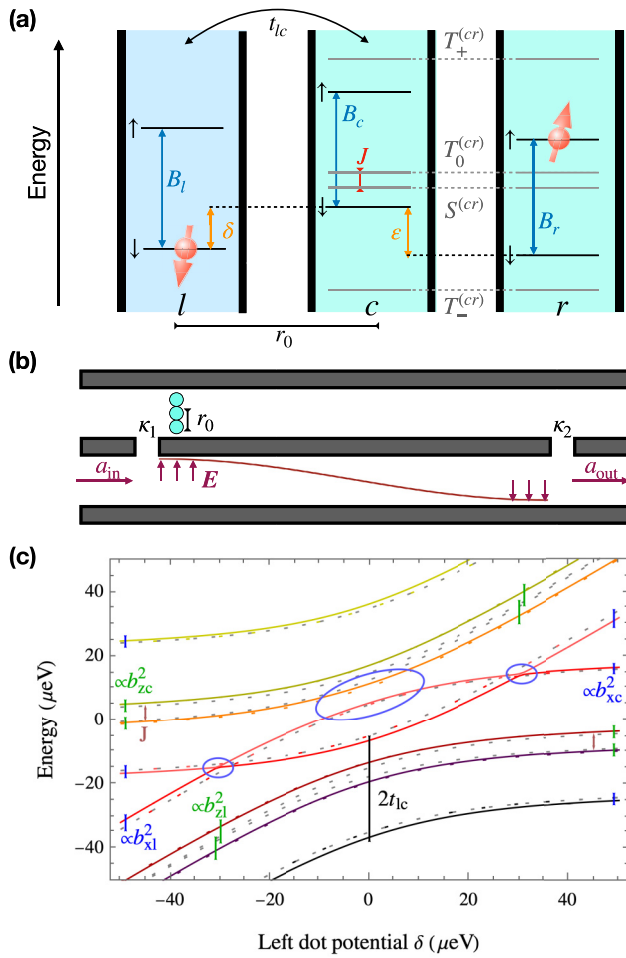 (a)
t_lc
T_+^(cr)
Energy
↑ B_l
↑ B_c
J
T_0^(cr)
↑ B_r
δ
↓
↓
ε
S^(cr)
↓
T_-^(cr)
l c r
r_0
(b)
κ_1 r_0 κ_2
a_in E a_out
(c)
40
20
0
−20
−40
Energy (μeV)
∝b_zc^2
J
∝b_xc^2
∝b_zl^2
∝b_xl^2
2t_lc
−40 −20 0 20 40
Left dot potential δ (μeV)